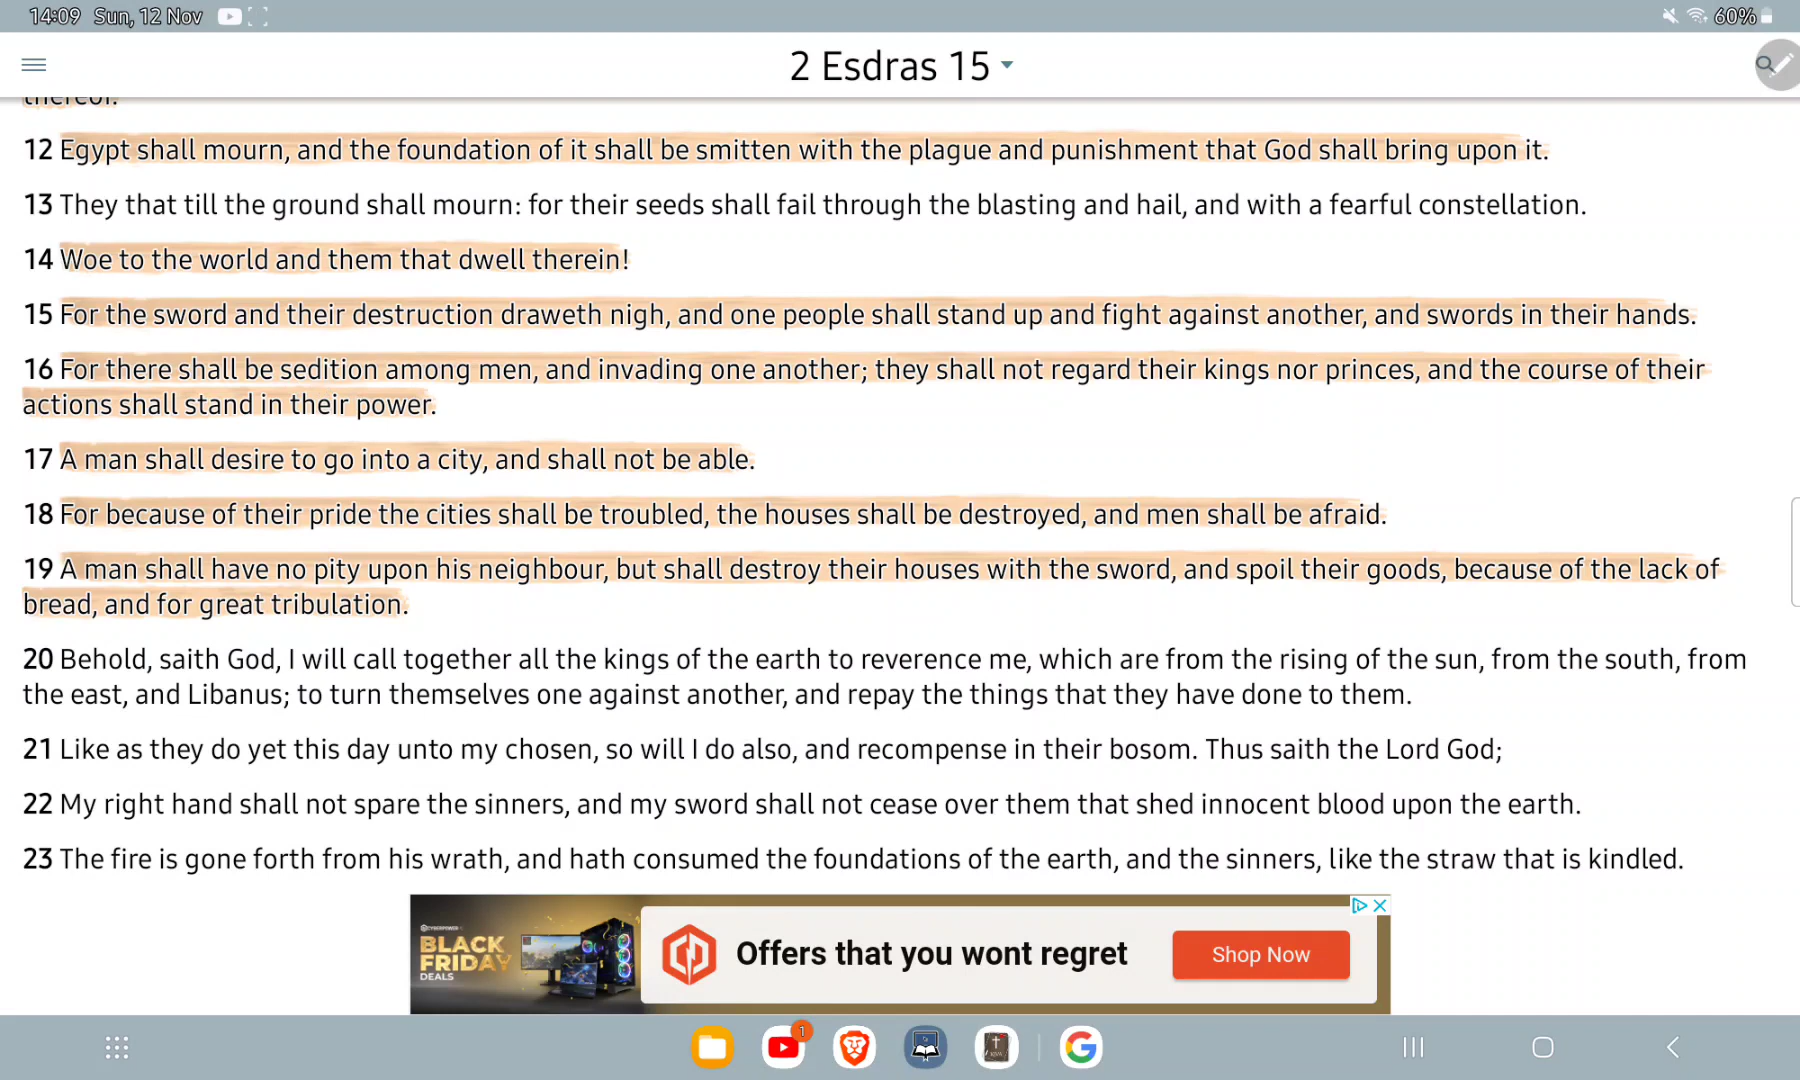 14:09 Sun, 12 Nov 60%
2 Esdras 15
thereof.
12 Egypt shall mourn, and the foundation of it shall be smitten with the plague and punishment that God shall bring upon it.
13 They that till the ground shall mourn: for their seeds shall fail through the blasting and hail, and with a fearful constellation.
14 Woe to the world and them that dwell therein!
15 For the sword and their destruction draweth nigh, and one people shall stand up and fight against another, and swords in their hands.
16 For there shall be sedition among men, and invading one another; they shall not regard their kings nor princes, and the course of their
actions shall stand in their power.
17 A man shall desire to go into a city, and shall not be able.
18 For because of their pride the cities shall be troubled, the houses shall be destroyed, and men shall be afraid.
19 A man shall have no pity upon his neighbour, but shall destroy their houses with the sword, and spoil their goods, because of the lack of
bread, and for great tribulation.
20 Behold, saith God, I will call together all the kings of the earth to reverence me, which are from the rising of the sun, from the south, from
the east, and Libanus; to turn themselves one against another, and repay the things that they have done to them.
21 Like as they do yet this day unto my chosen, so will I do also, and recompense in their bosom. Thus saith the Lord God;
22 My right hand shall not spare the sinners, and my sword shall not cease over them that shed innocent blood upon the earth.
23 The fire is gone forth from his wrath, and hath consumed the foundations of the earth, and the sinners, like the straw that is kindled.
CYBERPOWER
BLACK
FRIDAY
DEALS
Offers that you wont regret
Shop Now
1